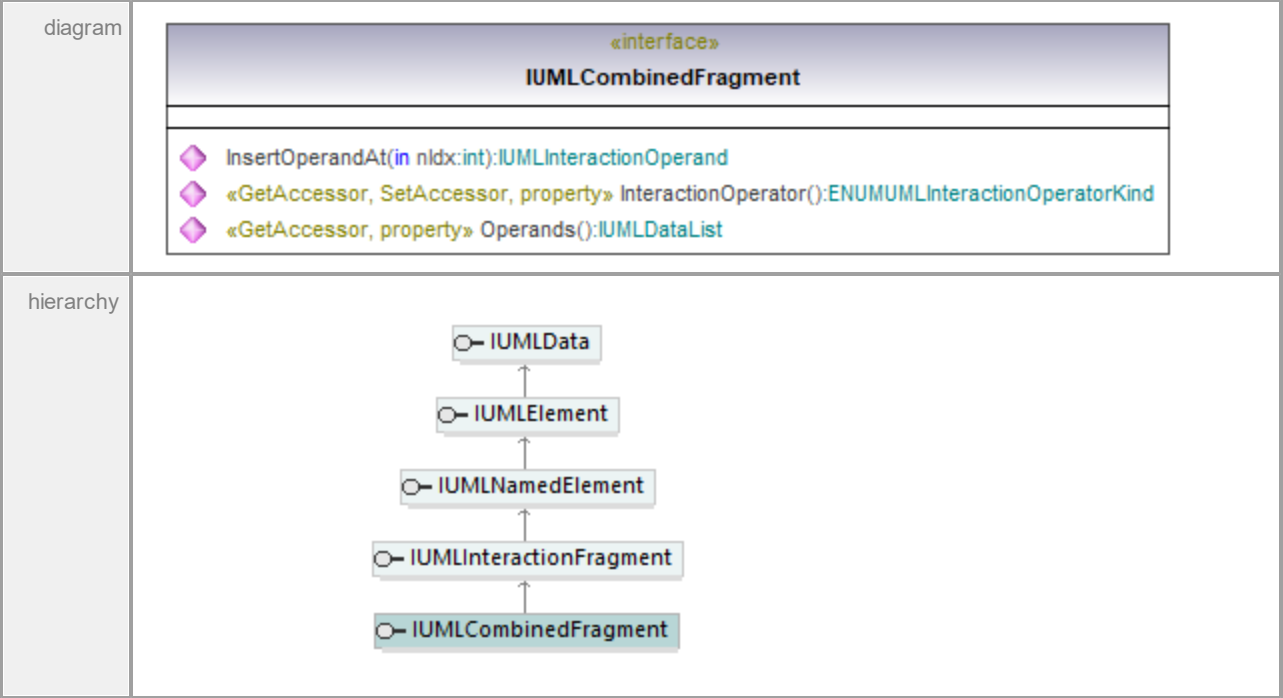 diagram
«interface»
IUMLCombinedFragment
InsertOperandAt(in nIdx:int):IUMLInteractionOperand
«GetAccessor, SetAccessor, property» InteractionOperator():ENUMUMLInteractionOperatorKind
«GetAccessor, property» Operands():IUMLDataList
hierarchy
IUMLData
IUMLElement
IUMLNamedElement
IUMLInteractionFragment
IUMLCombinedFragment